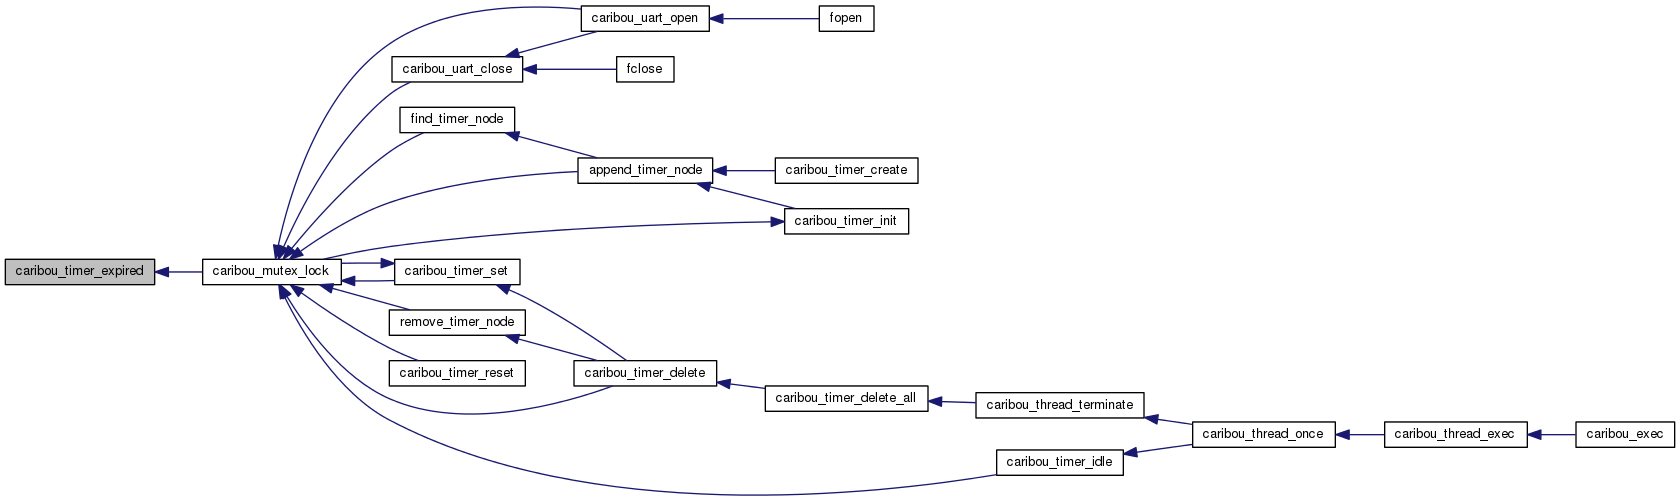 caribou_uart_open
fopen
caribou_uart_close
fclose
find_timer_node
append_timer_node
caribou_timer_create
caribou_timer_init
caribou_timer_expired
caribou_mutex_lock
caribou_timer_set
remove_timer_node
caribou_timer_reset
caribou_timer_delete
caribou_timer_delete_all
caribou_thread_terminate
caribou_thread_once
caribou_thread_exec
caribou_exec
caribou_timer_idle